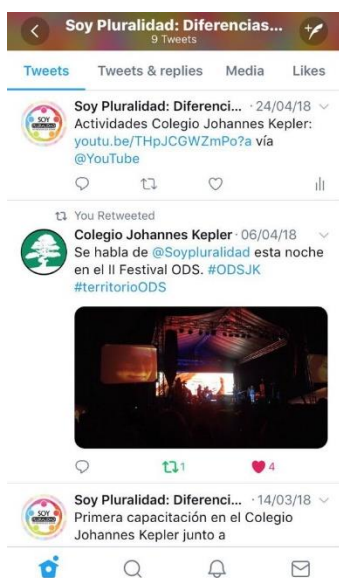 Soy Pluralidad: Diferencias...
9 Tweets
Tweets Tweets & replies Media Likes
Soy Pluralidad: Diferenci... · 24/04/18
Actividades Colegio Johannes Kepler:
youtu.be/THpJCGWZmPo?a vía
@YouTube
You Retweeted
Colegio Johannes Kepler · 06/04/18
Se habla de @Soypluralidad esta noche
en el II Festival ODS. #ODSJK
#territorioODS
1 4
Soy Pluralidad: Diferenci... · 14/03/18
Primera capacitación en el Colegio
Johannes Kepler junto a